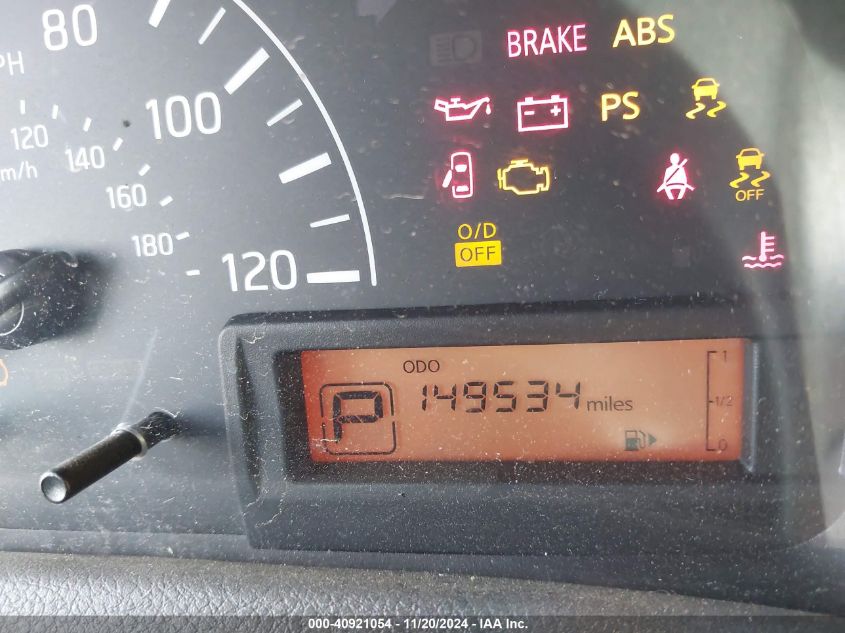 80
BRAKE ABS
PH
100
PS
120
140
m/h
160
180
120
O/D
OFF
OFF
ODO
P
149534 miles
1
1/2
0
000-40921054 - 11/20/2024 - IAA Inc.